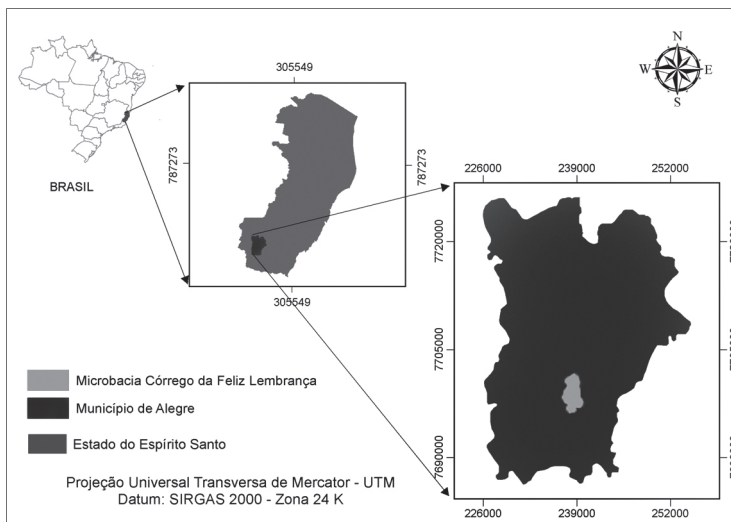 BRASIL
305549
787273
787273
305549
N
W
E
S
226000
239000
252000
7720000
7705000
7690000
226000
239000
252000
Microbacia Córrego da Feliz Lembrança
Município de Alegre
Estado do Espírito Santo
Projeção Universal Transversa de Mercator - UTM
Datum: SIRGAS 2000 - Zona 24 K